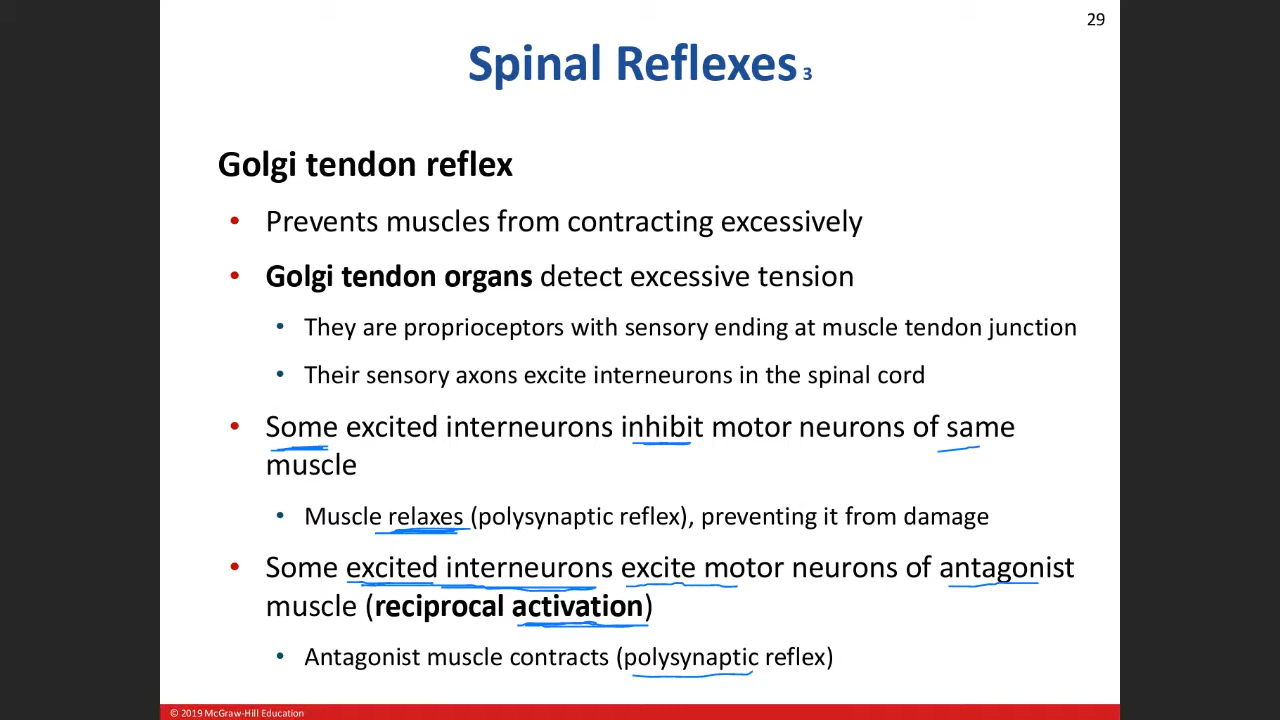 29
Spinal Reflexes 3
Golgi tendon reflex
• Prevents muscles from contracting excessively
• Golgi tendon organs detect excessive tension
• They are proprioceptors with sensory ending at muscle tendon junction
• Their sensory axons excite interneurons in the spinal cord
• Some excited interneurons inhibit motor neurons of same
muscle
• Muscle relaxes (polysynaptic reflex), preventing it from damage
• Some excited interneurons excite motor neurons of antagonist
muscle (reciprocal activation)
• Antagonist muscle contracts (polysynaptic reflex)
© 2019 McGraw-Hill Education